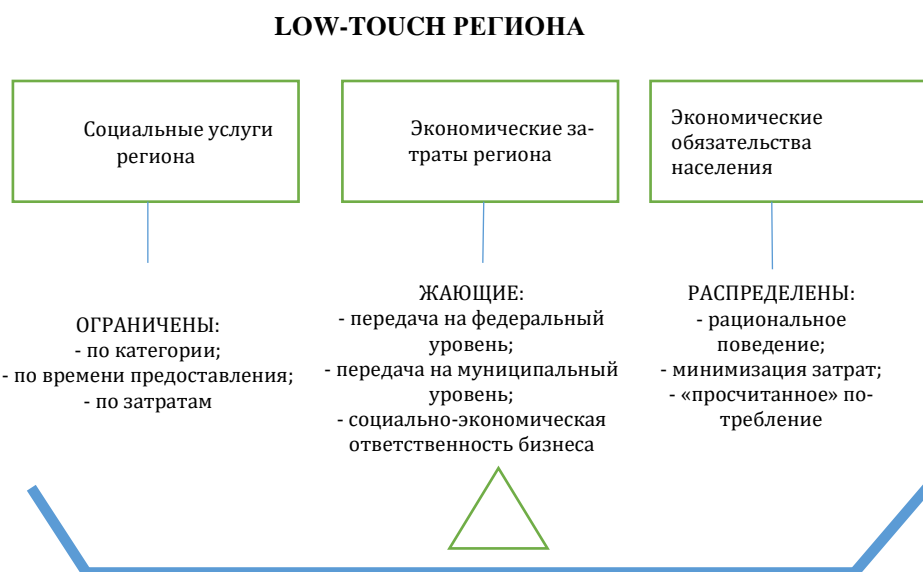 LOW-TOUCH РЕГИОНА
Социальные услуги
региона
Экономические за-
траты региона
Экономические
обязательства
населения
ОГРАНИЧЕНЫ:
- по категории;
- по времени предоставления;
- по затратам
ЖАЮЩИЕ:
- передача на федеральный
уровень;
- передача на муниципальный
уровень;
- социально-экономическая
ответственность бизнеса
РАСПРЕДЕЛЕНЫ:
- рациональное
поведение;
- минимизация затрат;
- «просчитанное» по-
требление